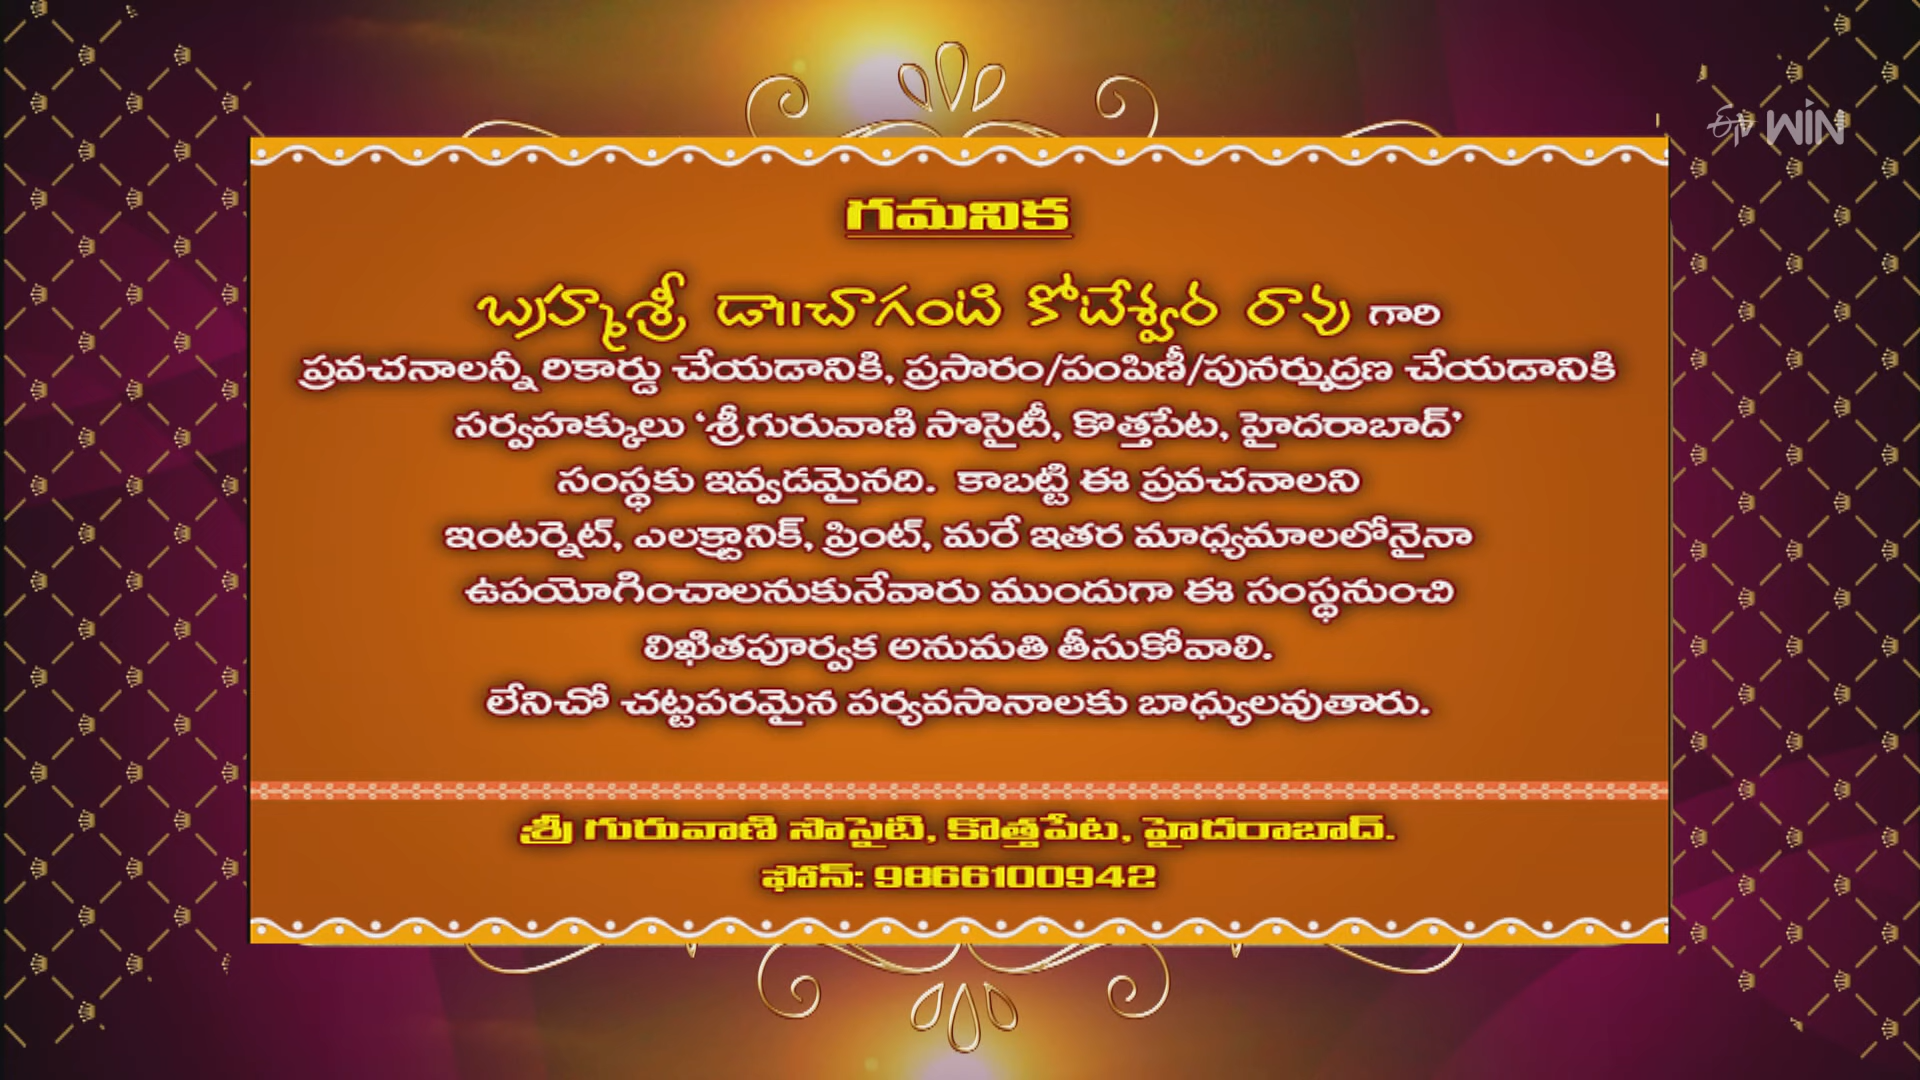 ఈటీవీ WIN
గమనిక
బ్రహ్మశ్రీ డా॥చాగంటి కోటేశ్వర రావు గారి
ప్రవచనాలన్నీ రికార్డు చేయడానికి, ప్రసారం/పంపిణీ/పునర్ముద్రణ చేయడానికి
సర్వహక్కులు ‘శ్రీగురువాణి సొసైటీ, కొత్తపేట, హైదరాబాద్’
సంస్థకు ఇవ్వడమైనది. కాబట్టి ఈ ప్రవచనాలని
ఇంటర్నెట్, ఎలక్ట్రానిక్, ప్రింట్, మరే ఇతర మాధ్యమాలలోనైనా
ఉపయోగించాలనుకునేవారు ముందుగా ఈ సంస్థనుంచి
లిఖితపూర్వక అనుమతి తీసుకోవాలి.
లేనిచో చట్టపరమైన పర్యవసానాలకు బాధ్యులవుతారు.
శ్రీ గురువాణి సొసైటి, కొత్తపేట, హైదరాబాద్.
ఫోన్: 9866100942